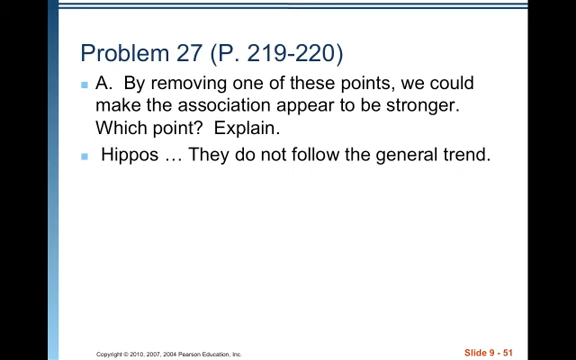 Problem 27 (P. 219-220)
A. By removing one of these points, we could
make the association appear to be stronger.
Which point? Explain.
Hippos … They do not follow the general trend.
Copyright © 2010, 2007, 2004 Pearson Education, Inc.
Slide 9 - 51